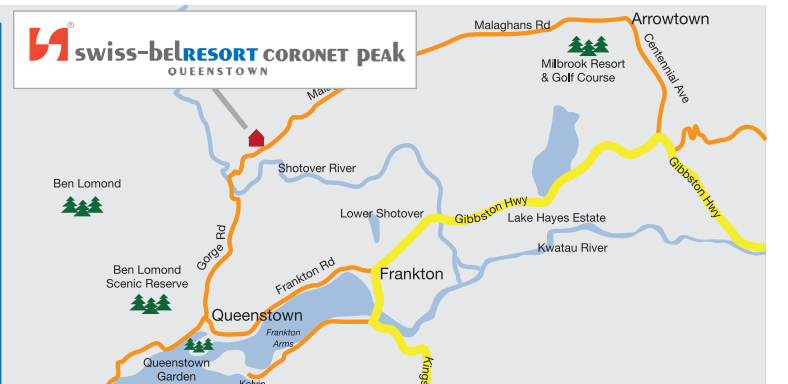 swiss-belRESORT CORONET PEAK
®
QUEENSTOWN
Malaghans Rd
Arrowtown
Centennial Ave
Milbrook Resort
& Golf Course
Shotover River
Ben Lomond
Lower Shotover
Gibbston Hwy
Gibbston Hwy
Lake Hayes Estate
Kwatau River
Gorge Rd
Ben Lomond
Scenic Reserve
Frankton Rd
Frankton
Queenstown
Frankton
Arms
Queenstown
Garden